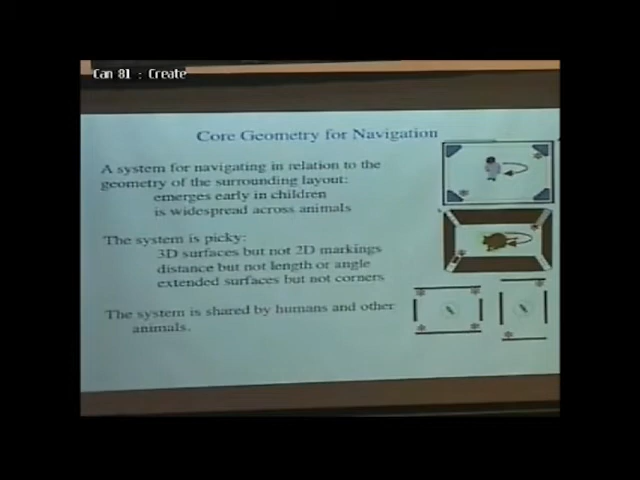 Cam 81 : Create
Core Geometry for Navigation
A system for navigating in relation to the
geometry of the surrounding layout:
emerges early in children
is widespread across animals
The system is picky:
3D surfaces but not 2D markings
distance but not length or angle
extended surfaces but not corners
The system is shared by humans and other
animals.